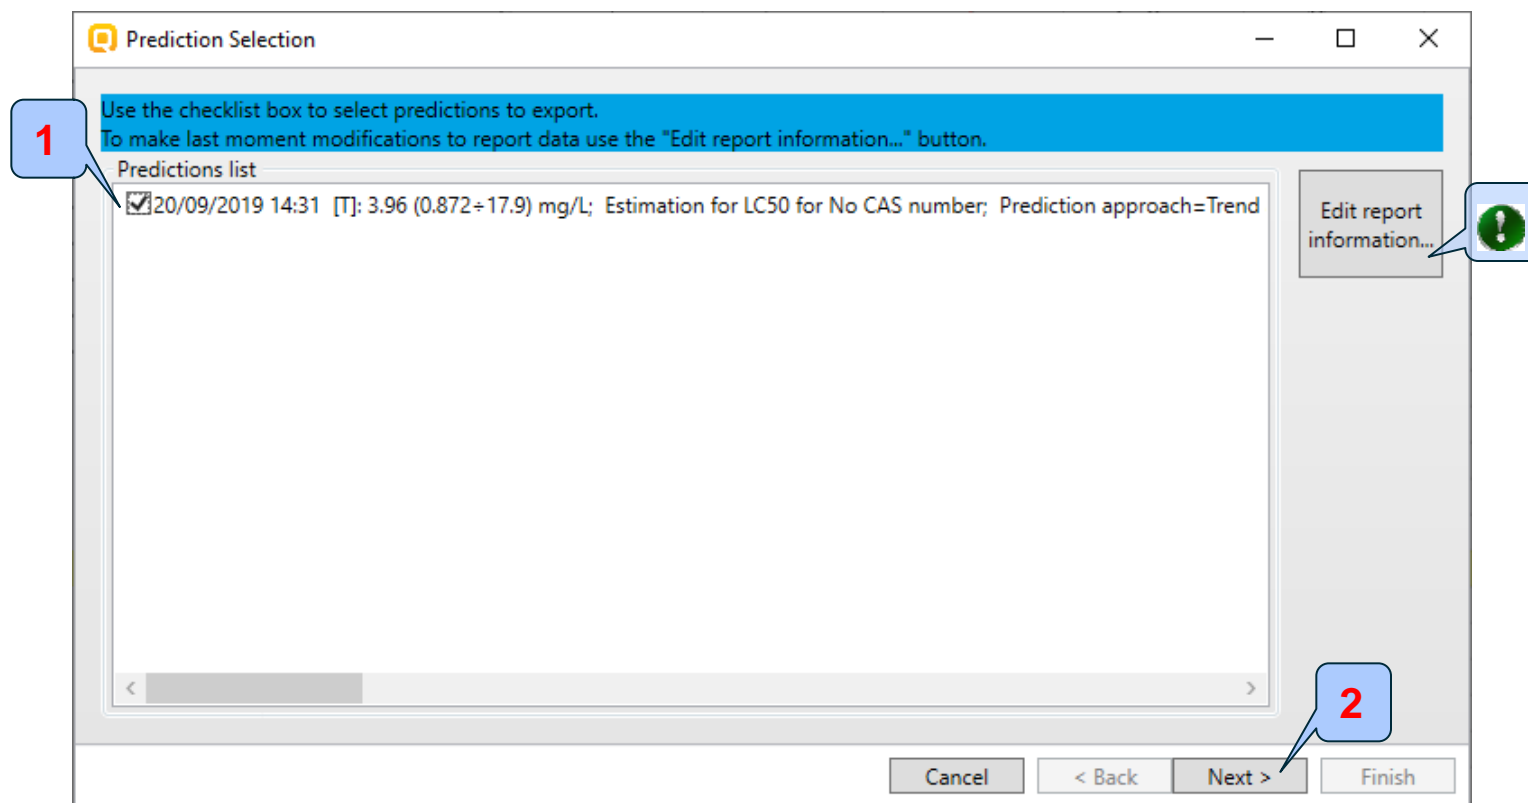 Prediction Selection
Use the checklist box to select predictions to export.
To make last moment modifications to report data use the "Edit report information..." button.
1
Predictions list
20/09/2019 14:31 [T]: 3.96 (0.872÷17.9) mg/L; Estimation for LC50 for No CAS number; Prediction approach=Trend
Edit report
information...
!
2
Cancel
< Back
Next >
Finish